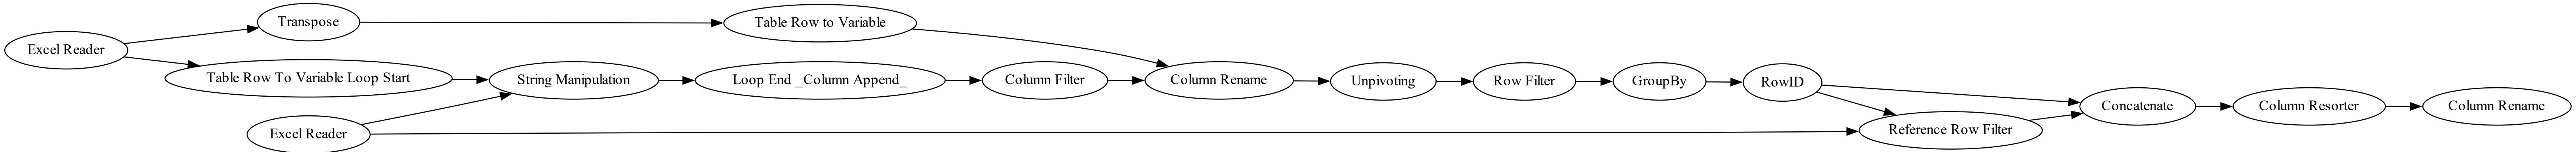 Excel Reader
Transpose
Table Row to Variable
Table Row To Variable Loop Start
String Manipulation
Loop End _Column Append_
Column Filter
Column Rename
Unpivoting
Row Filter
GroupBy
RowID
Excel Reader
Reference Row Filter
Concatenate
Column Resorter
Column Rename